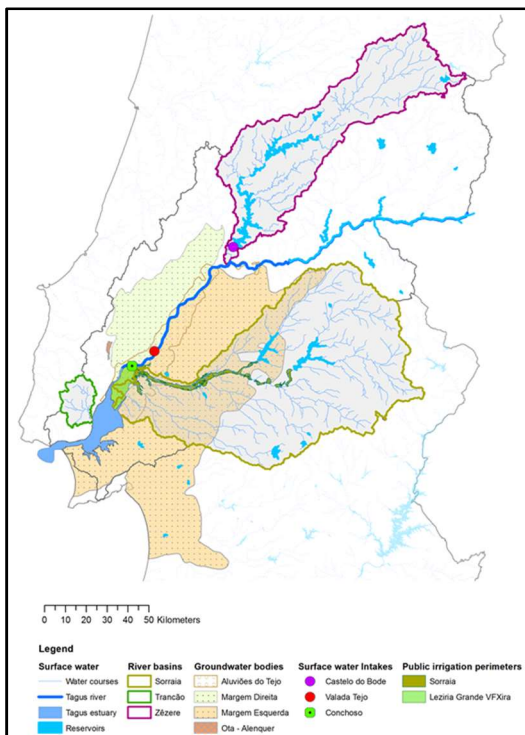 0 10 20 30 40 50 Kilometers
Legend
Surface water
Water courses
Tagus river
Tagus estuary
Reservoirs
River basins
Sorraia
Trancão
Zêzere
Groundwater bodies
Aluviões do Tejo
Margem Direita
Margem Esquerda
Ota - Alenquer
Surface water Intakes
Castelo do Bode
Valada Tejo
Conchoso
Public irrigation perimeters
Sorraia
Leziria Grande VFXira